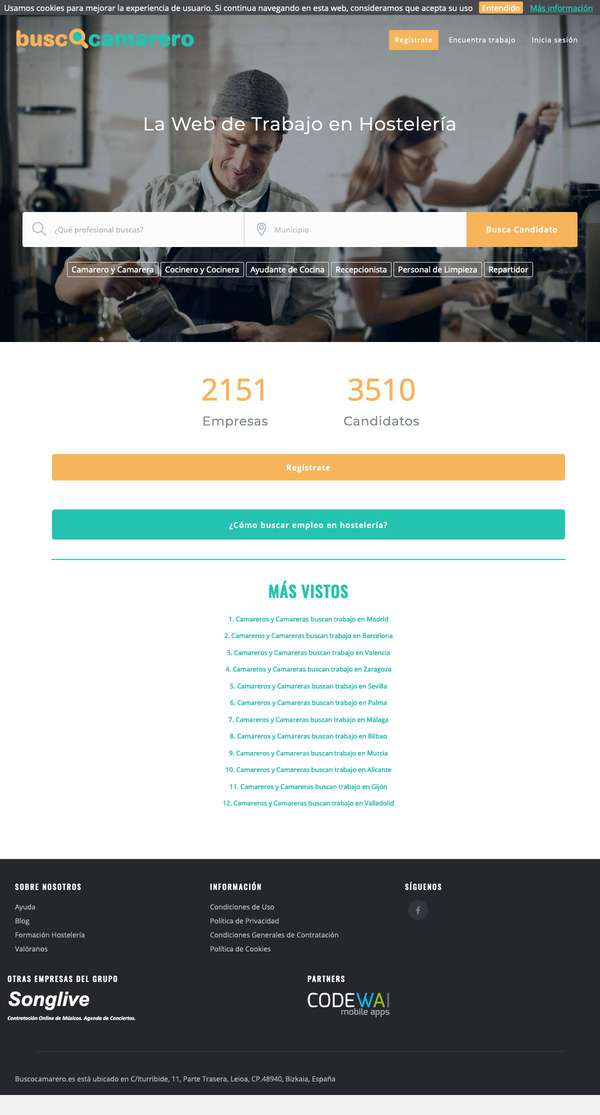 Usamos cookies para mejorar la experiencia de usuario. Si continua navegando en esta web, consideramos que acepta su uso Entendido Más información
buscocamarero
Regístrate Encuentra trabajo Inicia sesión
La Web de Trabajo en Hostelería
¿Qué profesional buscas? Municipio Busca Candidato
Camarero y Camarera Cocinero y Cocinera Ayudante de Cocina Recepcionista Personal de Limpieza Repartidor
2151 3510
Empresas Candidatos
Regístrate
¿Cómo buscar empleo en hostelería?
MÁS VISTOS
1. Camareros y Camareras buscan trabajo en Madrid
2. Camareros y Camareras buscan trabajo en Barcelona
3. Camareros y Camareras buscan trabajo en Valencia
4. Camareros y Camareras buscan trabajo en Zaragoza
5. Camareros y Camareras buscan trabajo en Sevilla
6. Camareros y Camareras buscan trabajo en Palma
7. Camareros y Camareras buscan trabajo en Málaga
8. Camareros y Camareras buscan trabajo en Bilbao
9. Camareros y Camareras buscan trabajo en Murcia
10. Camareros y Camareras buscan trabajo en Alicante
11. Camareros y Camareras buscan trabajo en Gijón
12. Camareros y Camareras buscan trabajo en Valladolid
SOBRE NOSOTROS
Ayuda
Blog
Formación Hostelería
Valóranos
INFORMACIÓN
Condiciones de Uso
Política de Privacidad
Condiciones Generales de Contratación
Política de Cookies
SÍGUENOS
OTRAS EMPRESAS DEL GRUPO
Songlive
Contratación Online de Músicos. Agenda de Conciertos.
PARTNERS
CODEWA
mobile apps
Buscocamarero.es está ubicado en C/Iturribide, 11, Parte Trasera, Leioa, CP.48940, Bizkaia, España